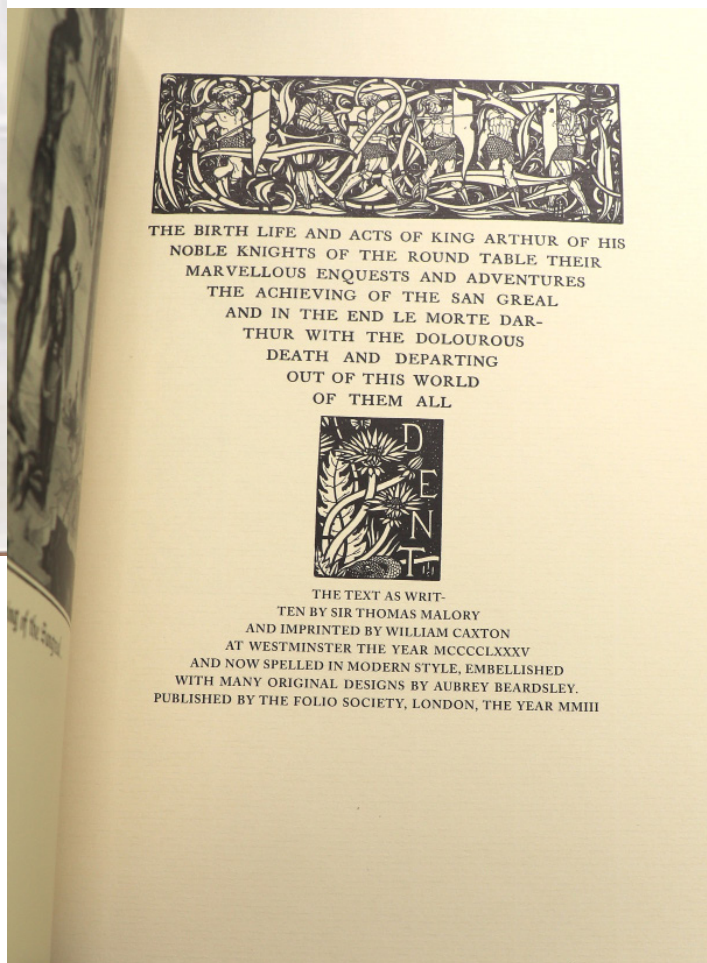 THE BIRTH LIFE AND ACTS OF KING ARTHUR OF HIS
NOBLE KNIGHTS OF THE ROUND TABLE THEIR
MARVELLOUS ENQUESTS AND ADVENTURES
THE ACHIEVING OF THE SAN GREAL
AND IN THE END LE MORTE DAR-
THUR WITH THE DOLOUROUS
DEATH AND DEPARTING
OUT OF THIS WORLD
OF THEM ALL
DENT
THE TEXT AS WRIT-
TEN BY SIR THOMAS MALORY
AND IMPRINTED BY WILLIAM CAXTON
AT WESTMINSTER THE YEAR MCCCCLXXXV
AND NOW SPELLED IN MODERN STYLE, EMBELLISHED
WITH MANY ORIGINAL DESIGNS BY AUBREY BEARDSLEY.
PUBLISHED BY THE FOLIO SOCIETY, LONDON, THE YEAR MMIII
of the Sangreal